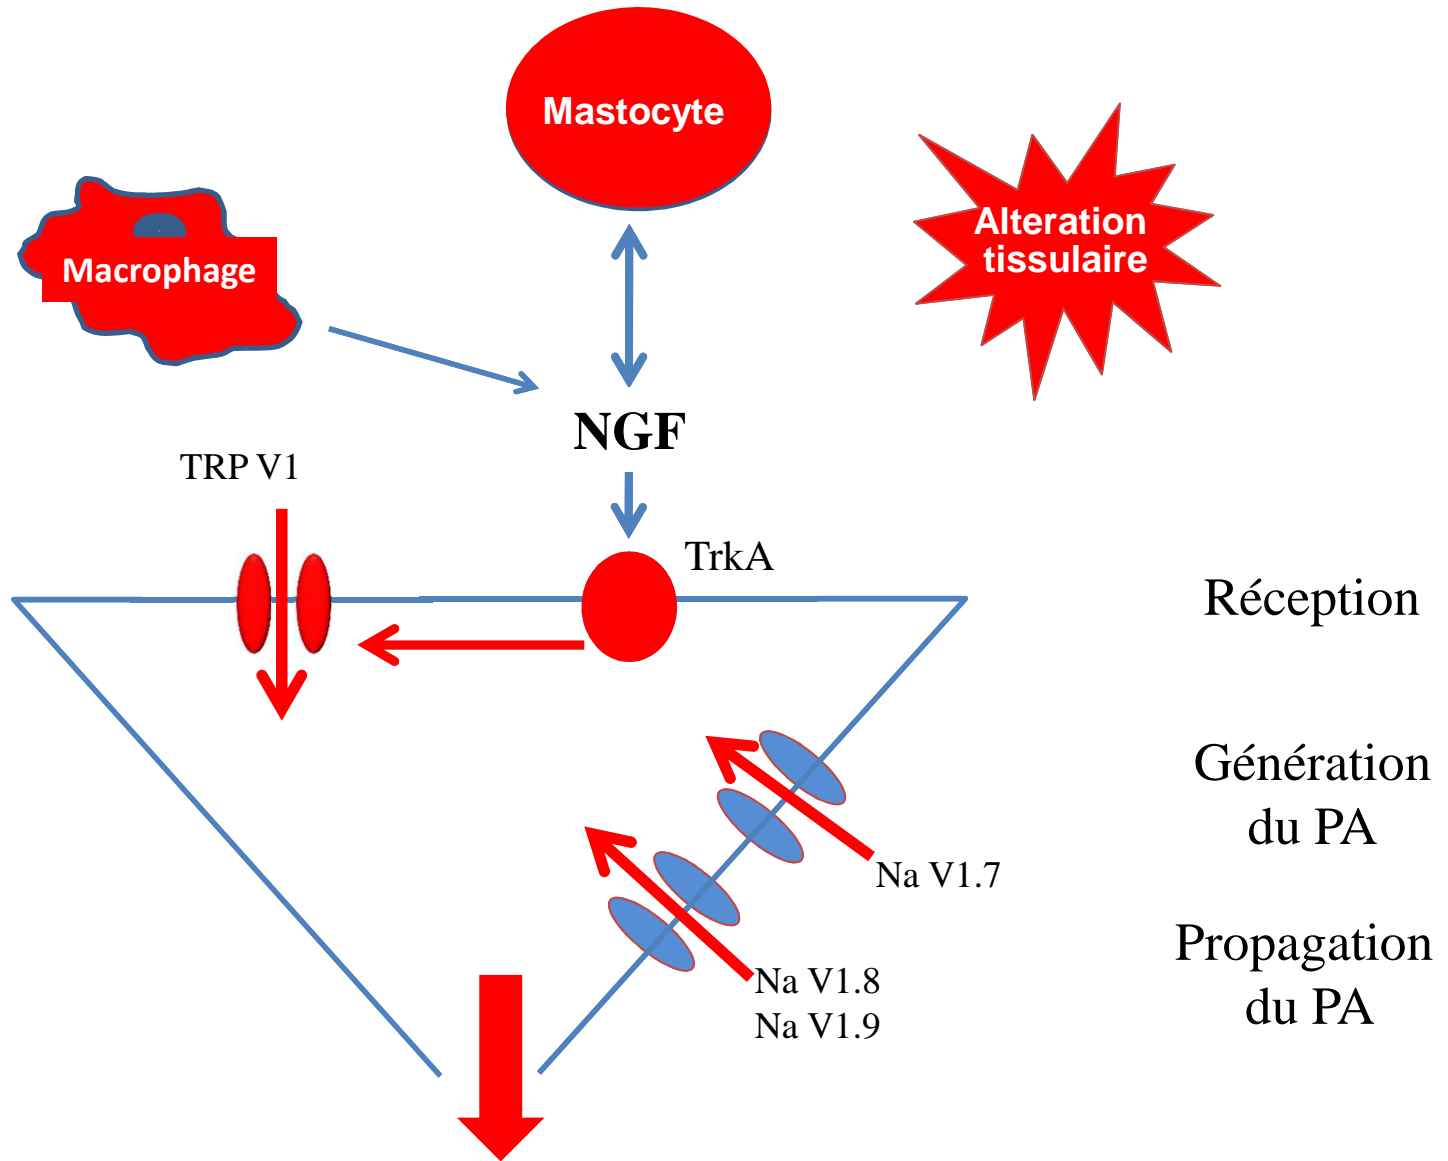 Mastocyte
Alteration
tissulaire
Macrophage
NGF
TRP V1
TrkA
Réception
Génération
du PA
Na V1.7
Propagation
du PA
Na V1.8
Na V1.9